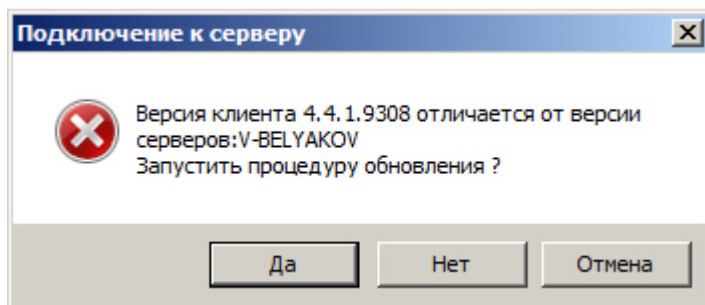 Подключение к серверу
Версия клиента 4.4.1.9308 отличается от версии
серверов:V-BELYAKOV
Запустить процедуру обновления ?
Да
Нет
Отмена